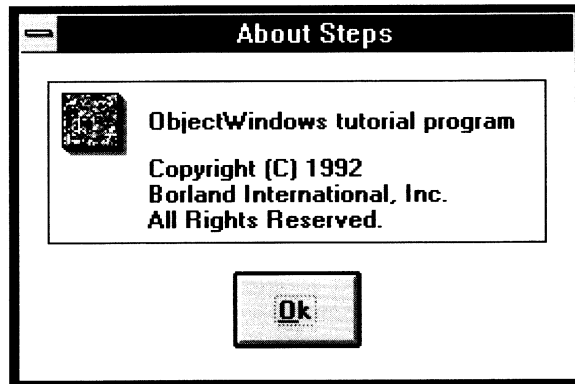 About Steps
ObjectWindows tutorial program
Copyright (C) 1992
Borland International, Inc.
All Rights Reserved.
Ok